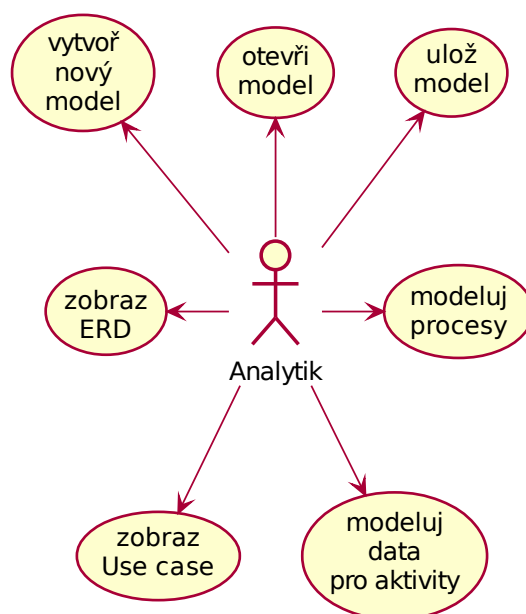 vytvoř
nový
model
otevři
model
ulož
model
zobraz
ERD
Analytik
modeluj
procesy
zobraz
Use case
modeluj
data
pro aktivity